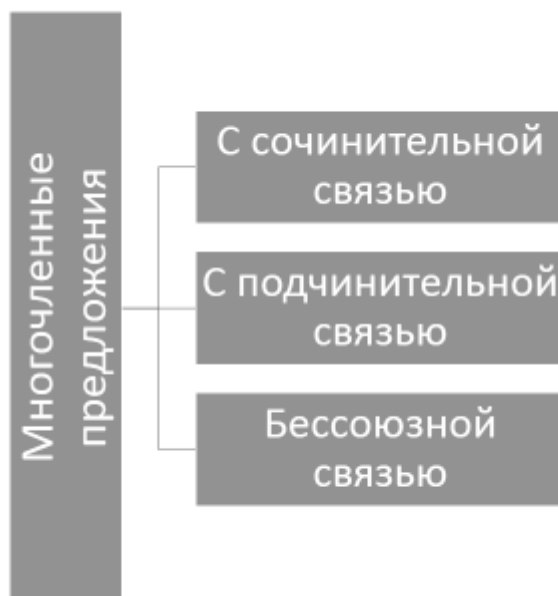 Многочленные
предложения
С сочинительной
связью
С подчинительной
связью
Бессоюзной
связью